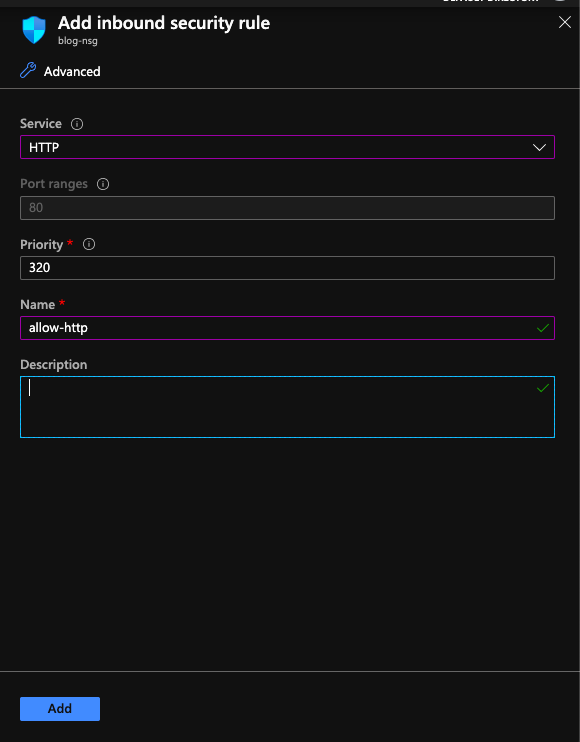 Add inbound security rule
blog-nsg
Advanced
Service
HTTP
Port ranges
80
Priority *
320
Name *
allow-http
Description
Add